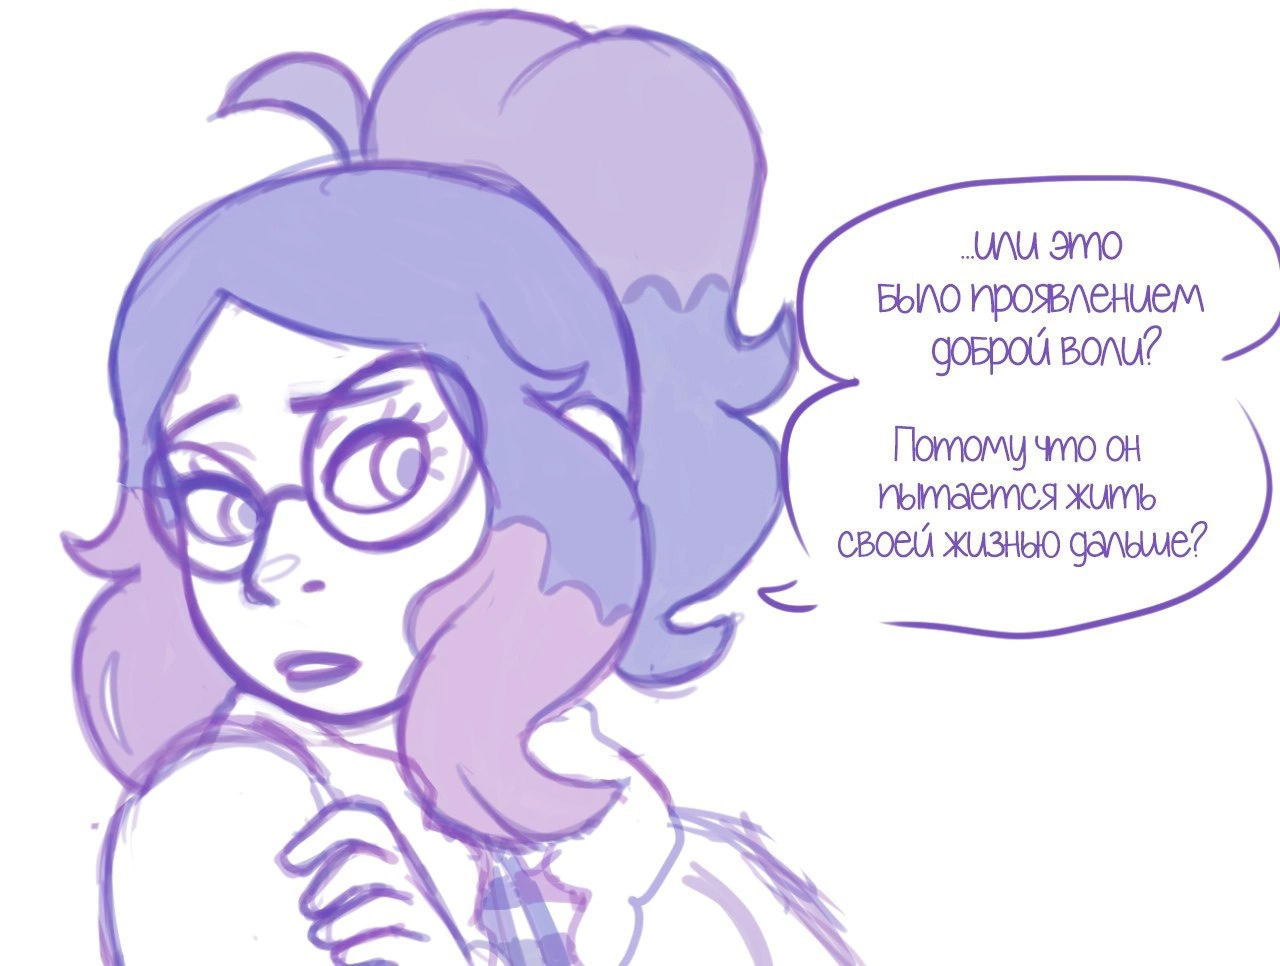 ...или это
было проявлением
доброй воли?
Потому что он
пытается жить
своей жизнью дальше?